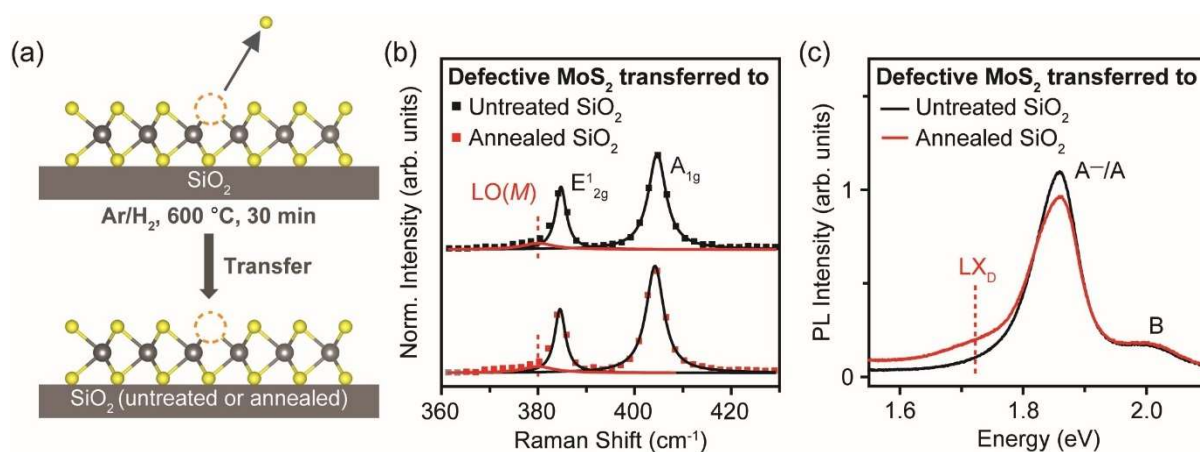 (a)
SiO2
Ar/H2, 600 °C, 30 min
Transfer
SiO2 (untreated or annealed)
(b)
Norm. Intensity (arb. units)
Defective MoS2 transferred to
Untreated SiO2
Annealed SiO2
LO(M)
E12g
A1g
360
380
400
420
Raman Shift (cm-1)
(c)
PL Intensity (arb. units)
1
0
Defective MoS2 transferred to
Untreated SiO2
Annealed SiO2
A—/A
LXD
B
1.6
1.8
2.0
Energy (eV)